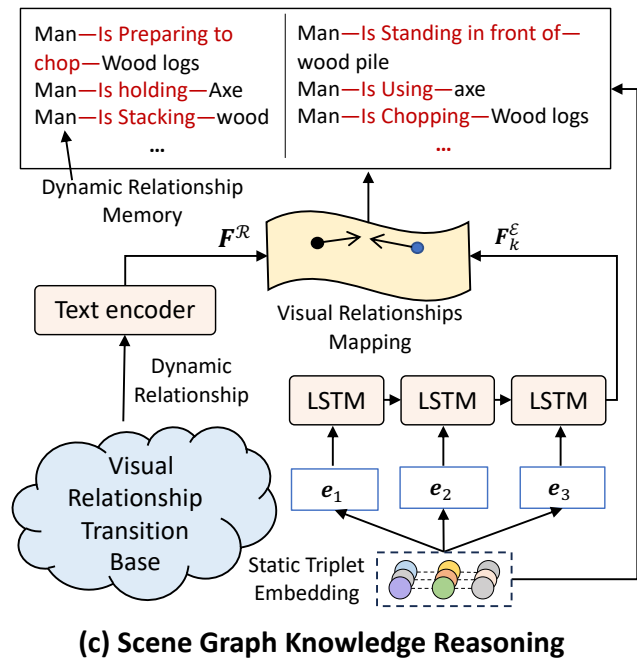 Man—Is Preparing to
chop—Wood logs
Man—Is holding—Axe
Man—Is Stacking—wood
...
Man—Is Standing in front of—
wood pile
Man—Is Using—axe
Man—Is Chopping—Wood logs
...
Dynamic Relationship
Memory
F^ℛ
F_k^ℰ
Text encoder
Visual Relationships
Mapping
Dynamic
Relationship
LSTM
LSTM
LSTM
Visual
Relationship
Transition
Base
e_1
e_2
e_3
Static Triplet
Embedding
(c) Scene Graph Knowledge Reasoning